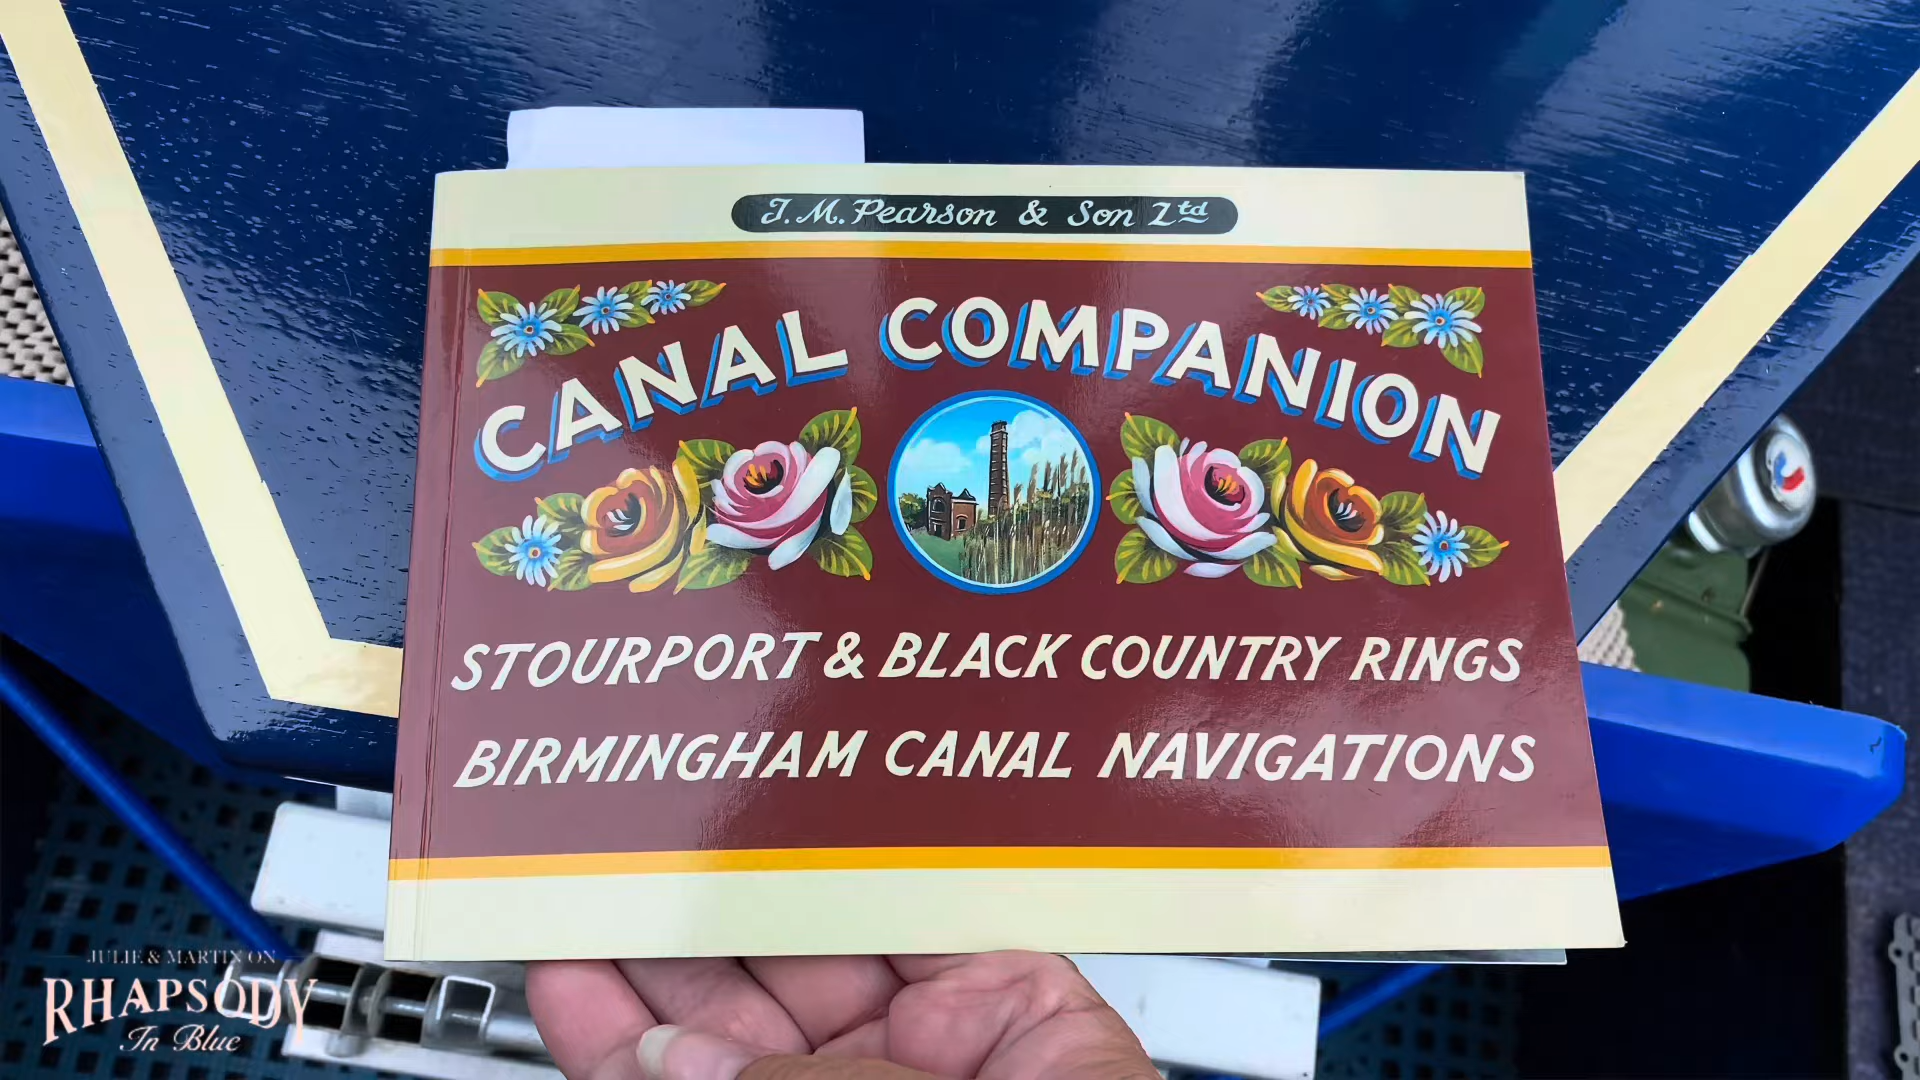 J. M. Pearson & Son Ltd
CANAL COMPANION
STOURPORT & BLACK COUNTRY RINGS
BIRMINGHAM CANAL NAVIGATIONS
JULIE & MARTIN ON
RHAPSODY
In Blue